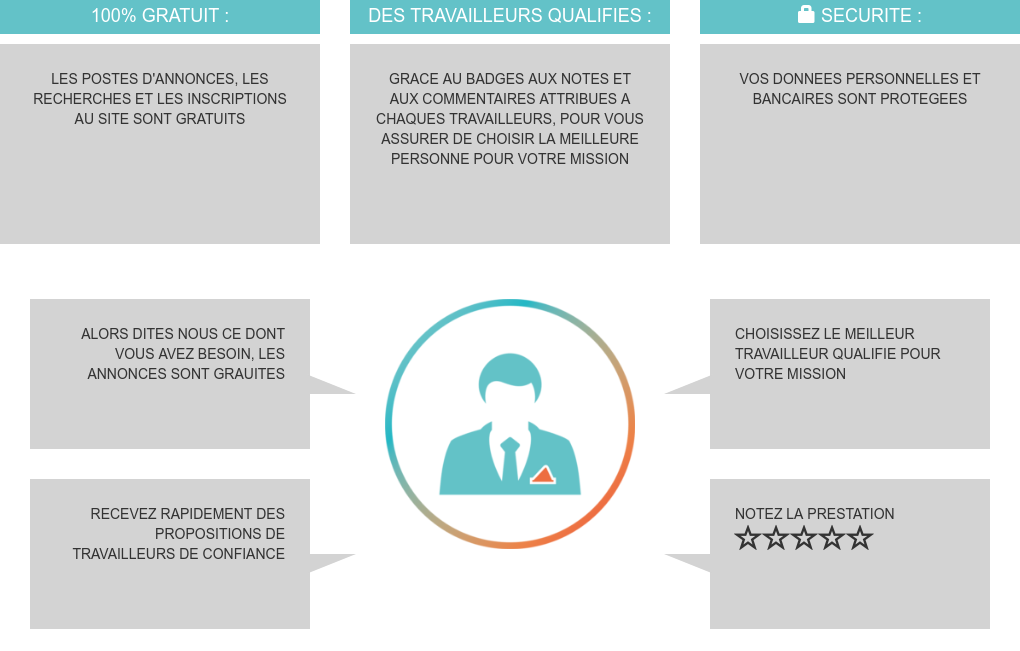 100% GRATUIT :
LES POSTES D'ANNONCES, LES
RECHERCHES ET LES INSCRIPTIONS
AU SITE SONT GRATUITS
DES TRAVAILLEURS QUALIFIES :
GRACE AU BADGES AUX NOTES ET
AUX COMMENTAIRES ATTRIBUES A
CHAQUES TRAVAILLEURS, POUR VOUS
ASSURER DE CHOISIR LA MEILLEURE
PERSONNE POUR VOTRE MISSION
SECURITE :
VOS DONNEES PERSONNELLES ET
BANCAIRES SONT PROTEGEES
ALORS DITES NOUS CE DONT
VOUS AVEZ BESOIN, LES
ANNONCES SONT GRAUITES
RECEVEZ RAPIDEMENT DES
PROPOSITIONS DE
TRAVAILLEURS DE CONFIANCE
CHOISISSEZ LE MEILLEUR
TRAVAILLEUR QUALIFIE POUR
VOTRE MISSION
NOTEZ LA PRESTATION